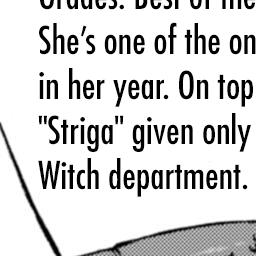 Grades: Best of the
She's one of the on
in her year. On top
"Striga" given only
Witch department.